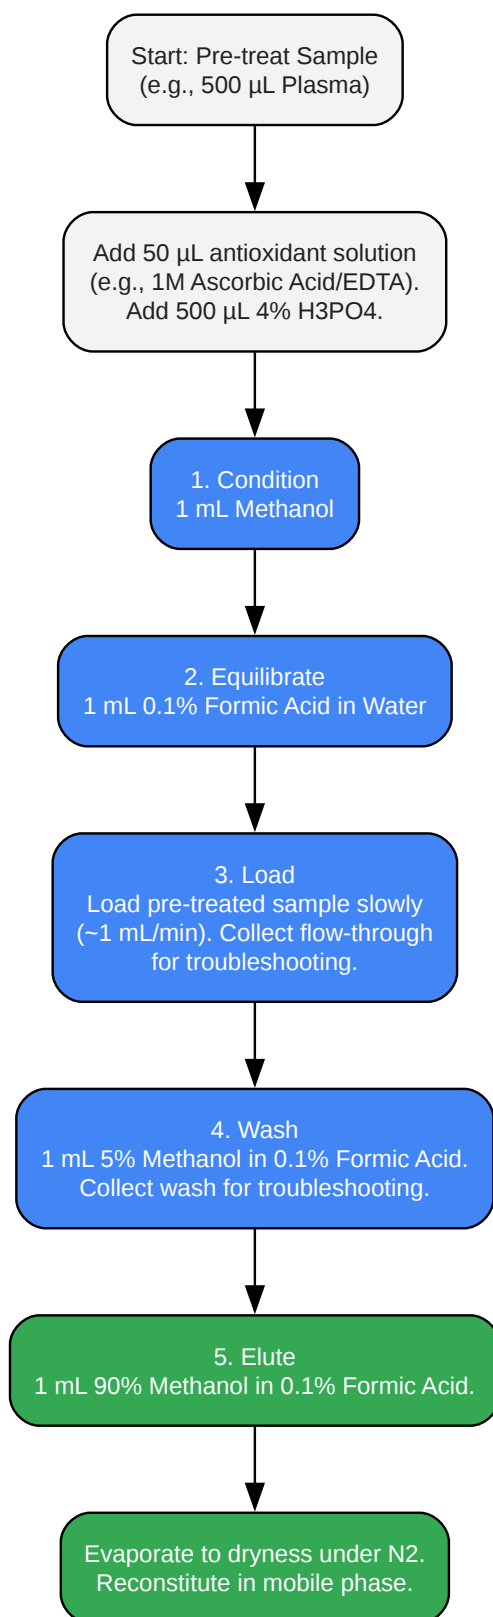 Start: Pre-treat Sample
(e.g., 500 µL Plasma)
Add 50 µL antioxidant solution
(e.g., 1M Ascorbic Acid/EDTA).
Add 500 µL 4% H3PO4.
1. Condition
1 mL Methanol
2. Equilibrate
1 mL 0.1% Formic Acid in Water
3. Load
Load pre-treated sample slowly
(~1 mL/min). Collect flow-through
for troubleshooting.
4. Wash
1 mL 5% Methanol in 0.1% Formic Acid.
Collect wash for troubleshooting.
5. Elute
1 mL 90% Methanol in 0.1% Formic Acid.
Evaporate to dryness under N2.
Reconstitute in mobile phase.